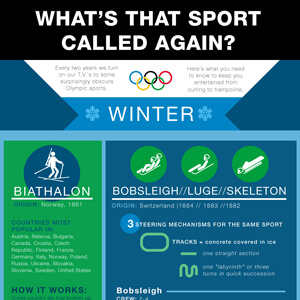 WHAT'S THAT SPORT
CALLED AGAIN?
Every two years we turn
on our T.V.'s to some
surprisingly obscure
Olympic sports.
Here's what you need
to know to keep you
entertained from
curling to trampoline.
WINTER
BIATHALON
ORIGIN: Norway, 1861
COUNTRIES MOST
POPULAR IN:
Austria, Belarus, Bulgaria,
Canada, Croatia, Czech
Republic, Finland, France,
Germany, Italy, Norway, Poland,
Russia, Ukraine, Slovakia,
Slovenia, Sweden, United States
HOW IT WORKS:
BOBSLEIGH//LUGE//SKELETON
ORIGIN: Switzerland (1884 // 1883 //1882
3 STEERING MECHANISMS FOR THE SAME SPORT
TRACKS = concrete covered in ice
one straight section
one "labyrinth" or three
turns in quick succession
Bobsleigh
CREW: 2-4